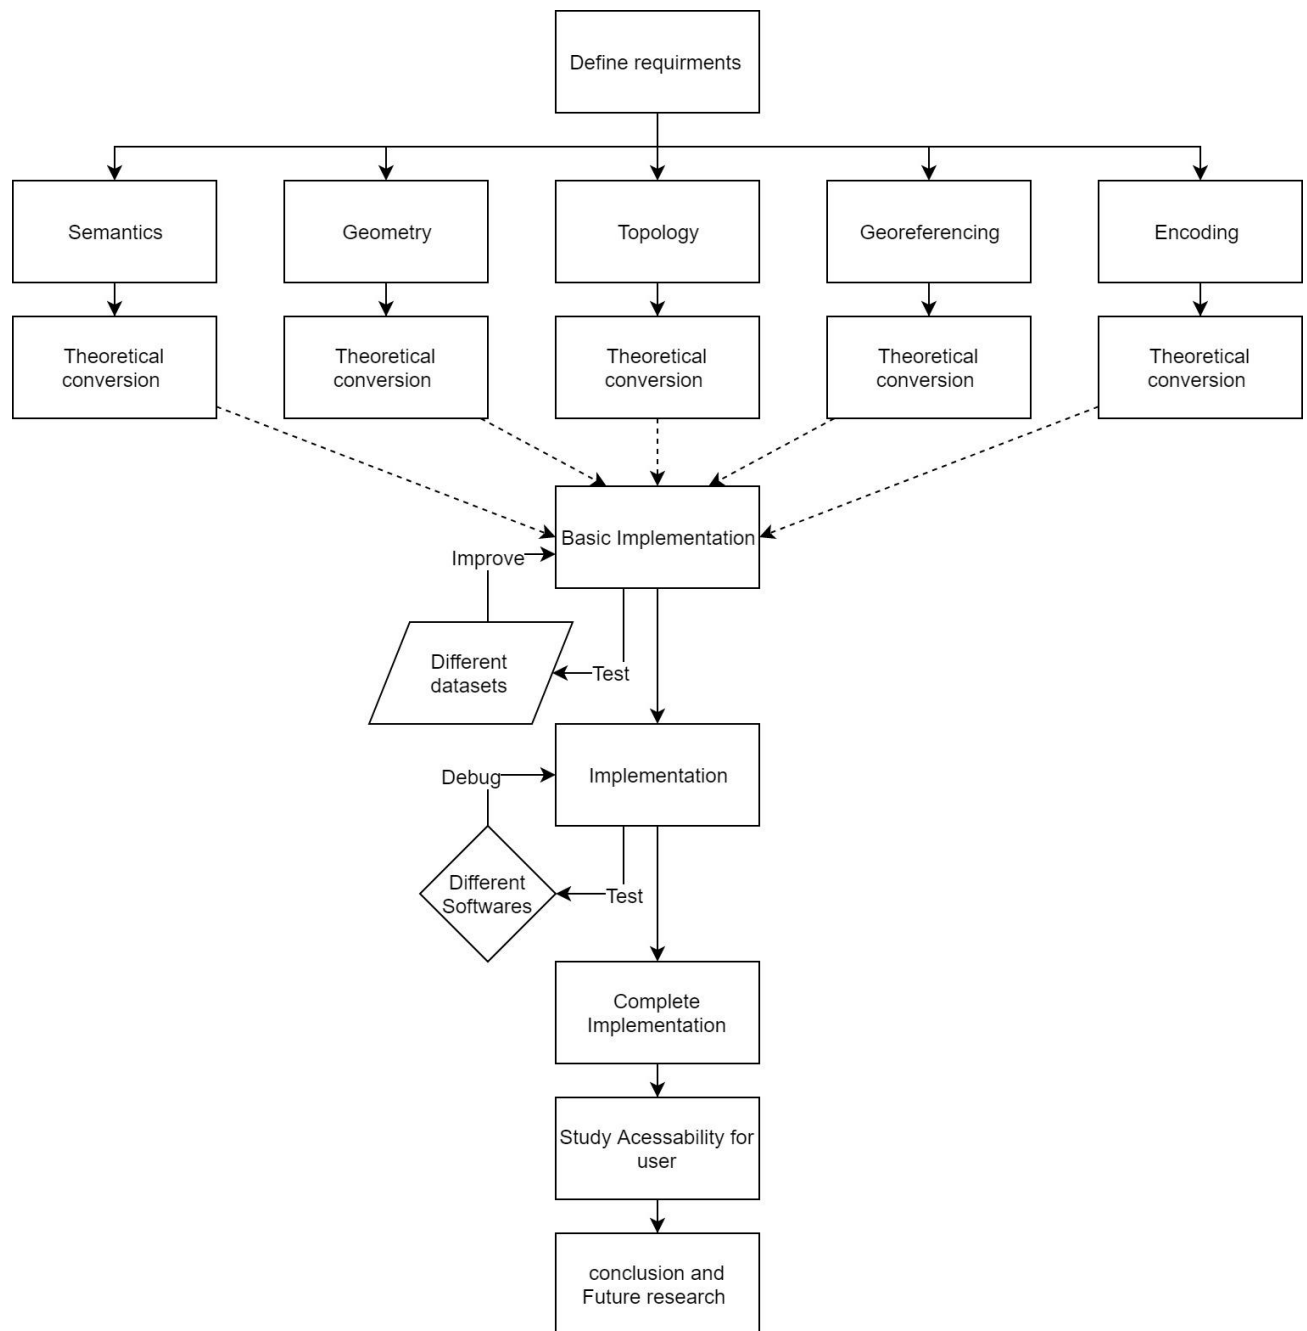 Define requirments
Semantics
Geometry
Topology
Georeferencing
Encoding
Theoretical
conversion
Theoretical
conversion
Theoretical
conversion
Theoretical
conversion
Theoretical
conversion
Basic Implementation
Improve
Different
datasets
Test
Implementation
Debug
Different
Softwares
Test
Complete
Implementation
Study Acessability for
user
conclusion and
Future research